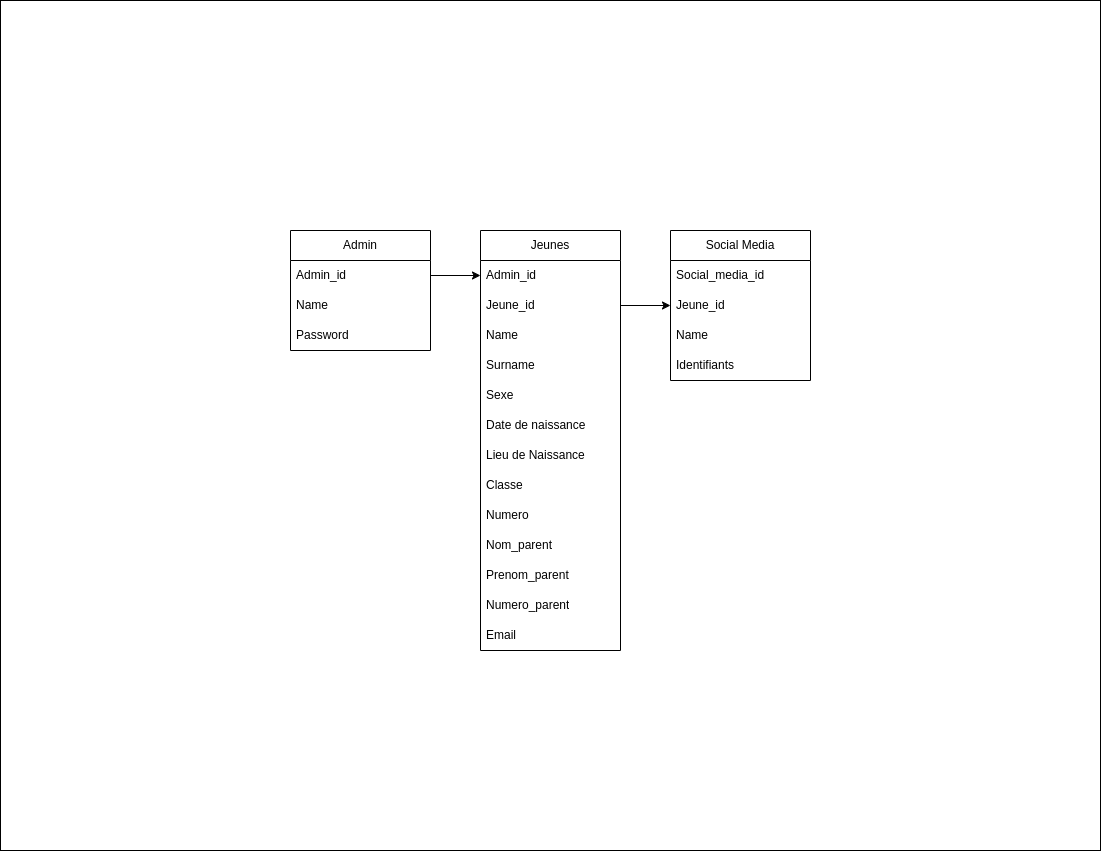 Admin
Admin_id
Name
Password
Jeunes
Admin_id
Jeune_id
Name
Surname
Sexe
Date de naissance
Lieu de Naissance
Classe
Numero
Nom_parent
Prenom_parent
Numero_parent
Email
Social Media
Social_media_id
Jeune_id
Name
Identifiants